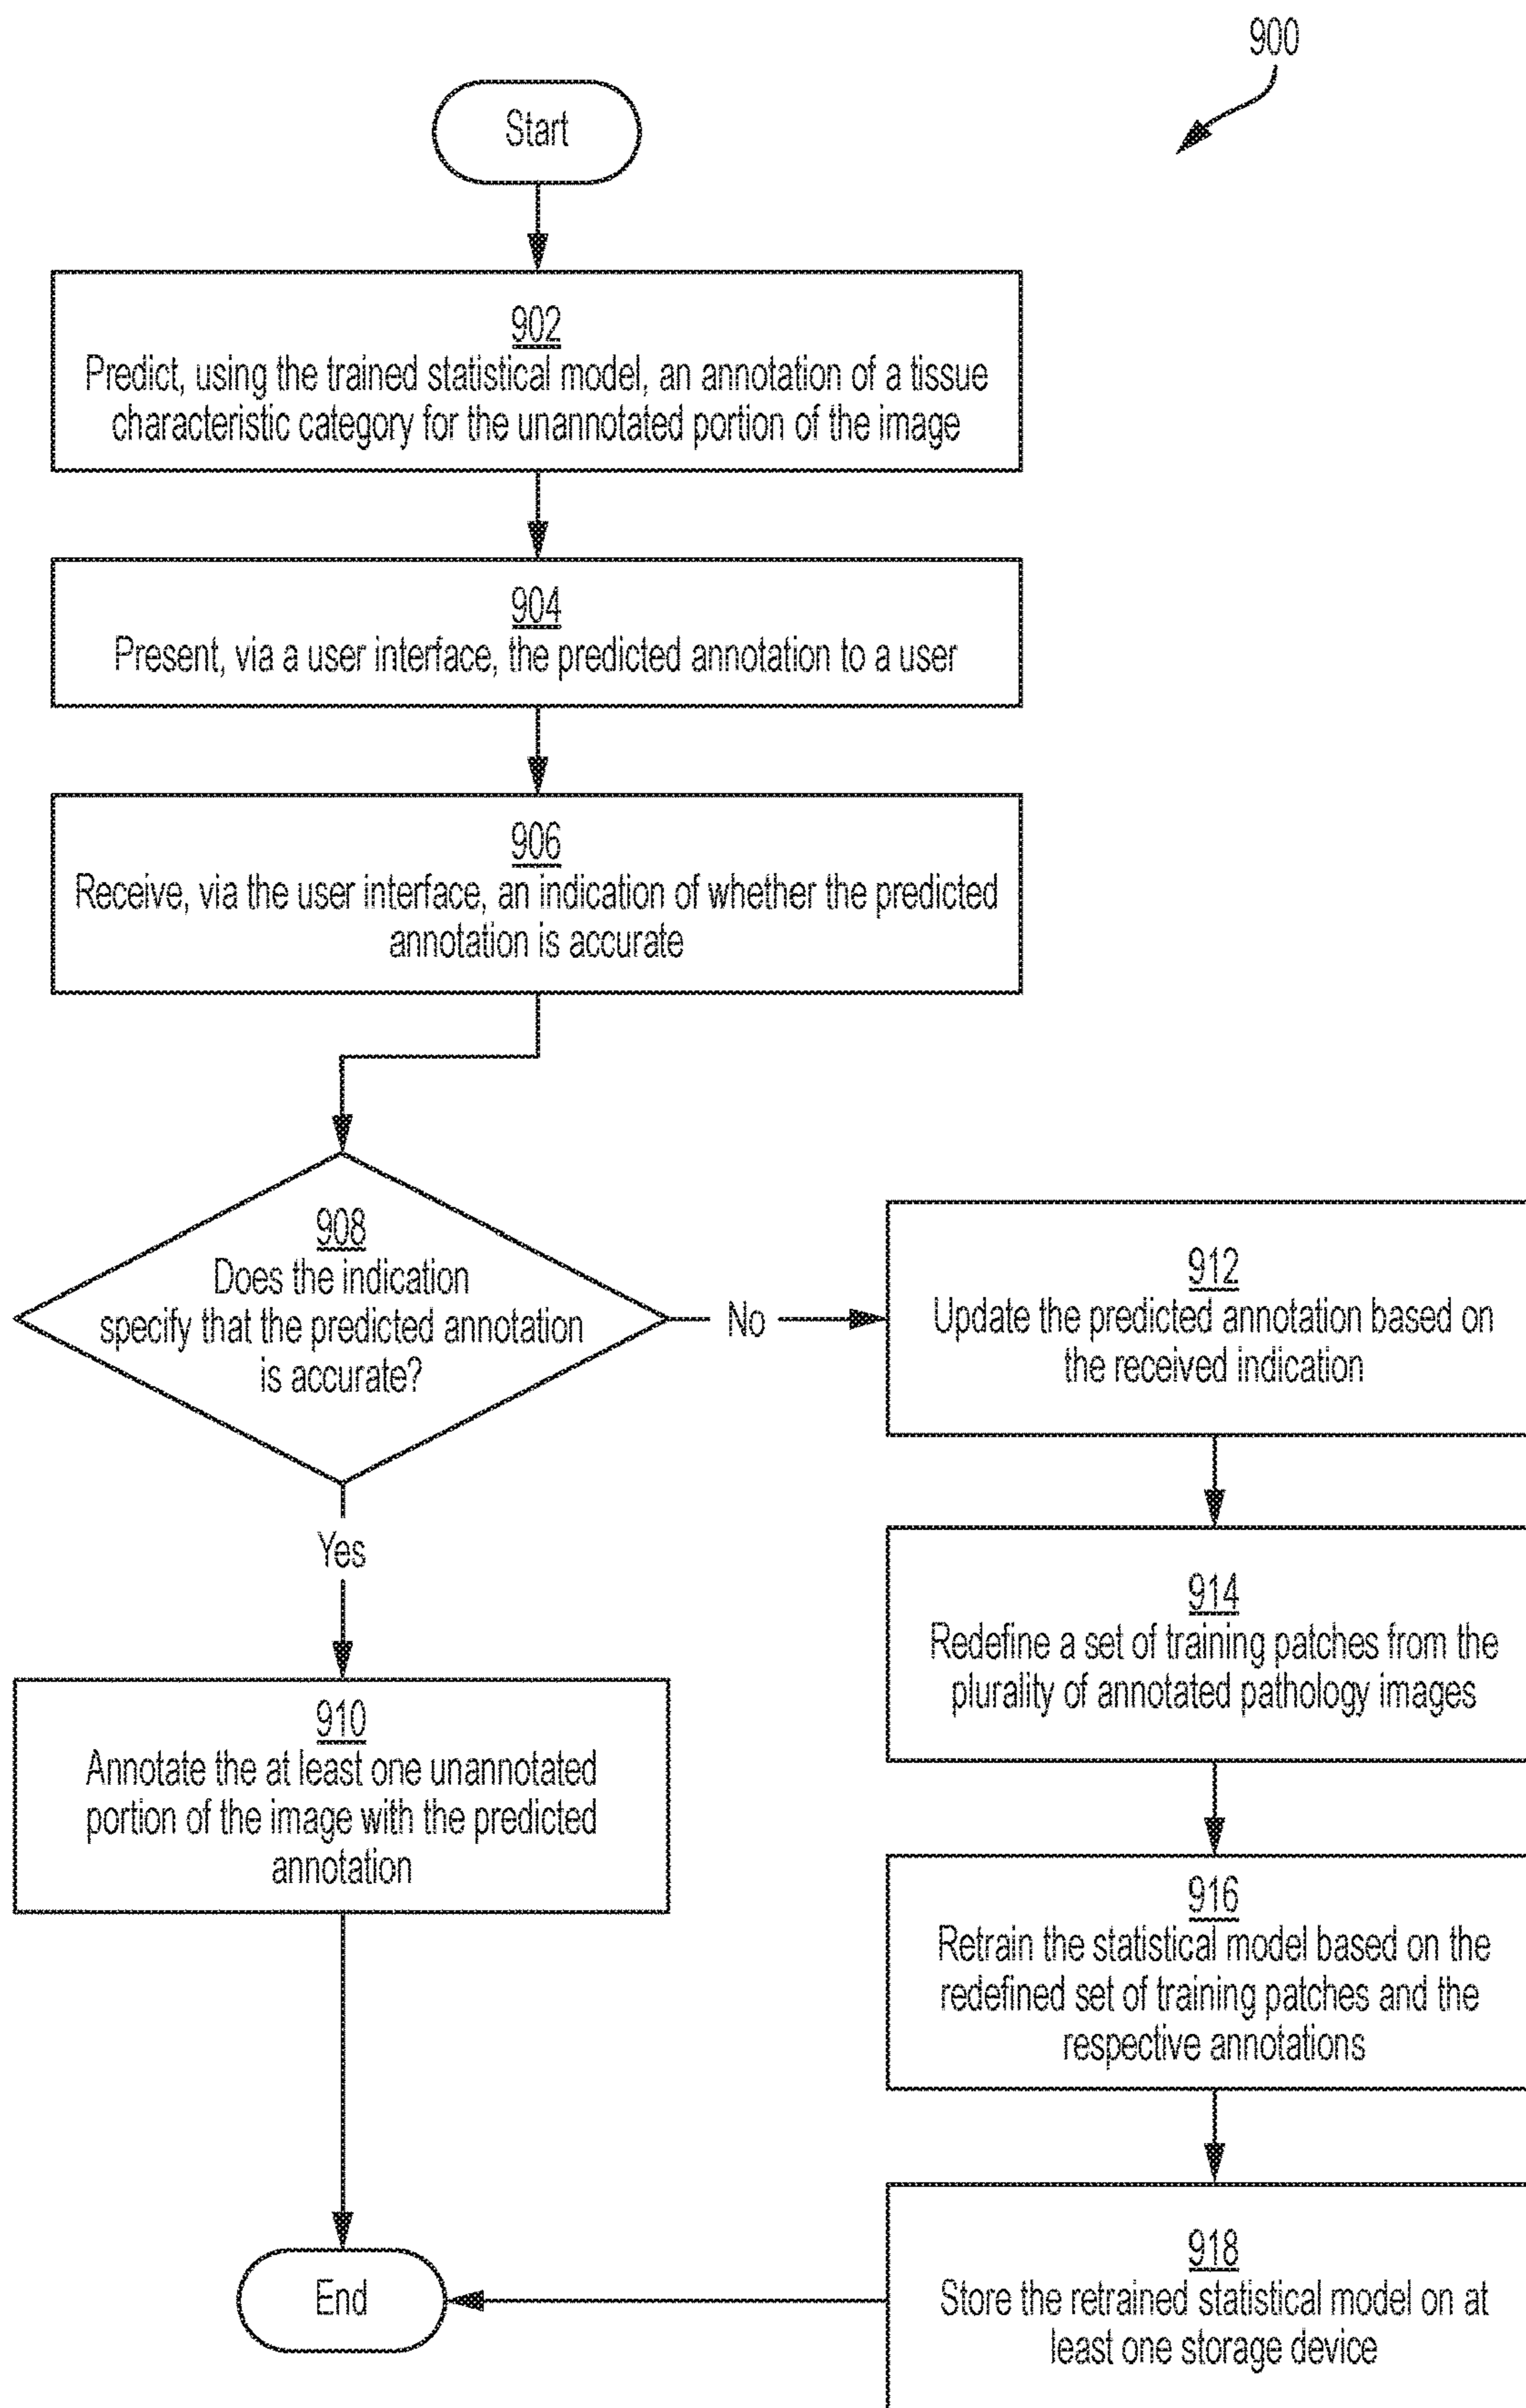 900
Start
902
Predict, using the trained statistical model, an annotation of a tissue
characteristic category for the unannotated portion of the image
904
Present, via a user interface, the predicted annotation to a user
906
Receive, via the user interface, an indication of whether the predicted
annotation is accurate
908
Does the indication
specify that the predicted annotation
is accurate?
No
912
Update the predicted annotation based on
the received indication
Yes
914
Redefine a set of training patches from the
plurality of annotated pathology images
910
Annotate the at least one unannotated
portion of the image with the predicted
annotation
916
Retrain the statistical model based on the
redefined set of training patches and the
respective annotations
918
Store the retrained statistical model on at
least one storage device
End